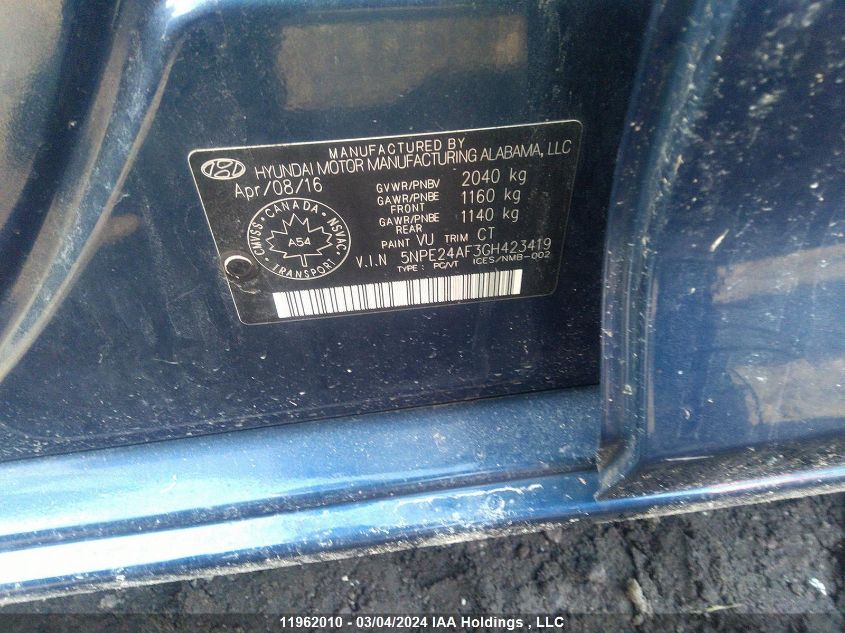 MANUFACTURED BY
HYUNDAI MOTOR MANUFACTURING ALABAMA, LLC
Apr/08/16
GVWR/PNBV 2040 kg
GAWR/PNBE FRONT 1160 kg
GAWR/PNBE REAR 1140 kg
PAINT VU TRIM CT
CANADA
CMVSS NSVAC
A54
TRANSPORT
V.I.N 5NPE24AF3GH423419
TYPE : PC/VT ICES/NMB-002
11962010 - 03/04/2024 IAA Holdings , LLC